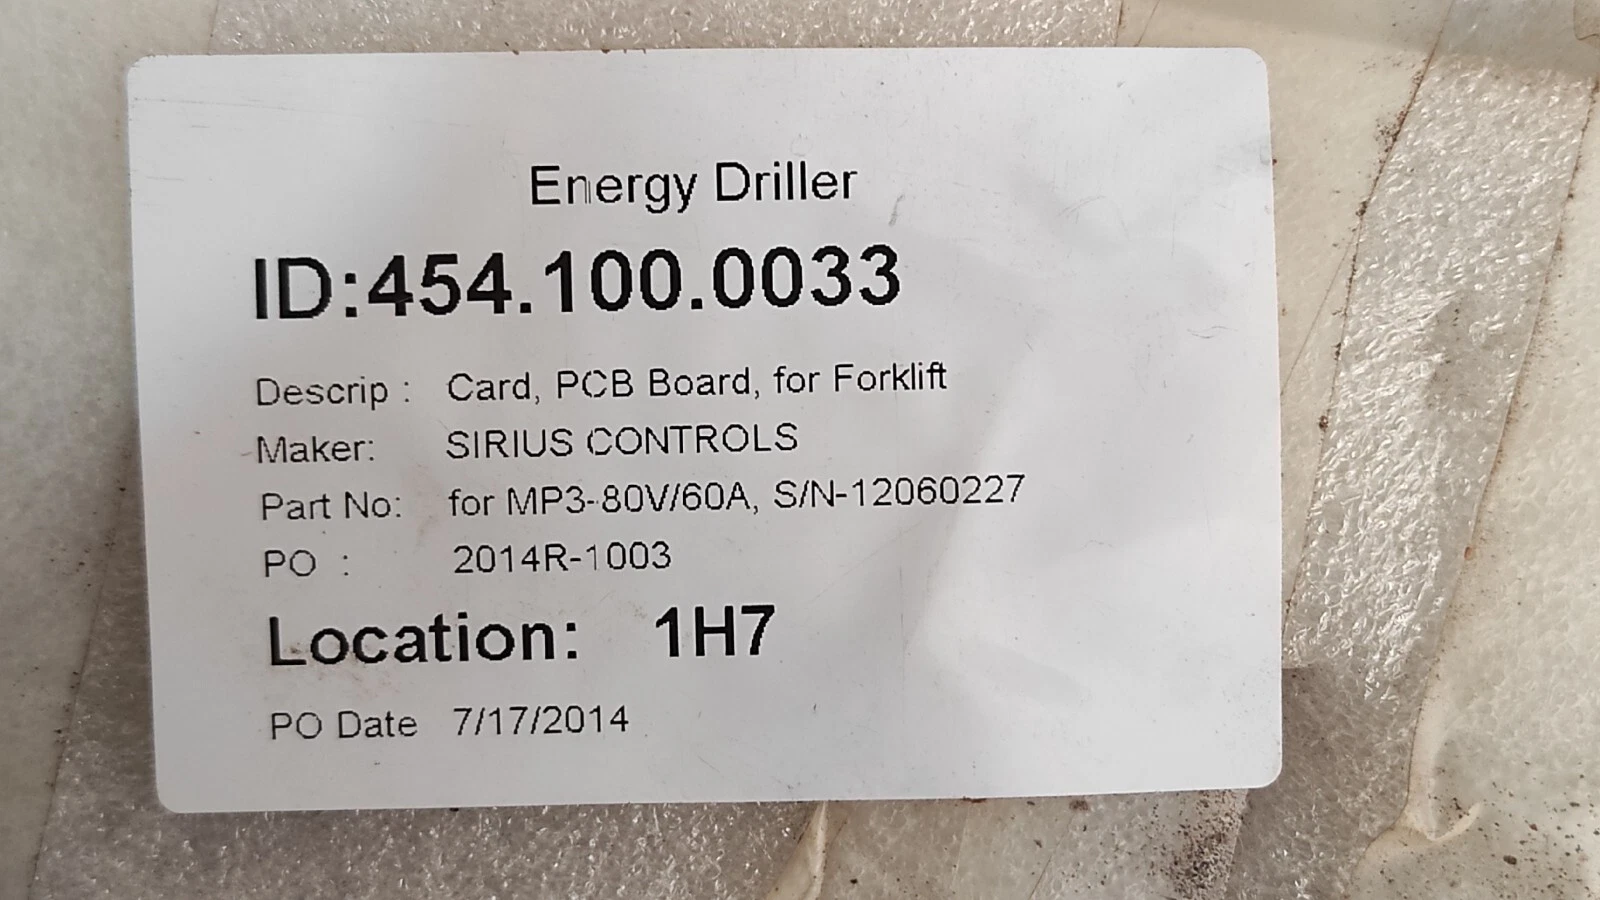 Energy Driller
ID:454.100.0033
Descrip : Card, PCB Board, for Forklift
Maker: SIRIUS CONTROLS
Part No: for MP3-80V/60A, S/N-12060227
PO : 2014R-1003
Location: 1H7
PO Date 7/17/2014